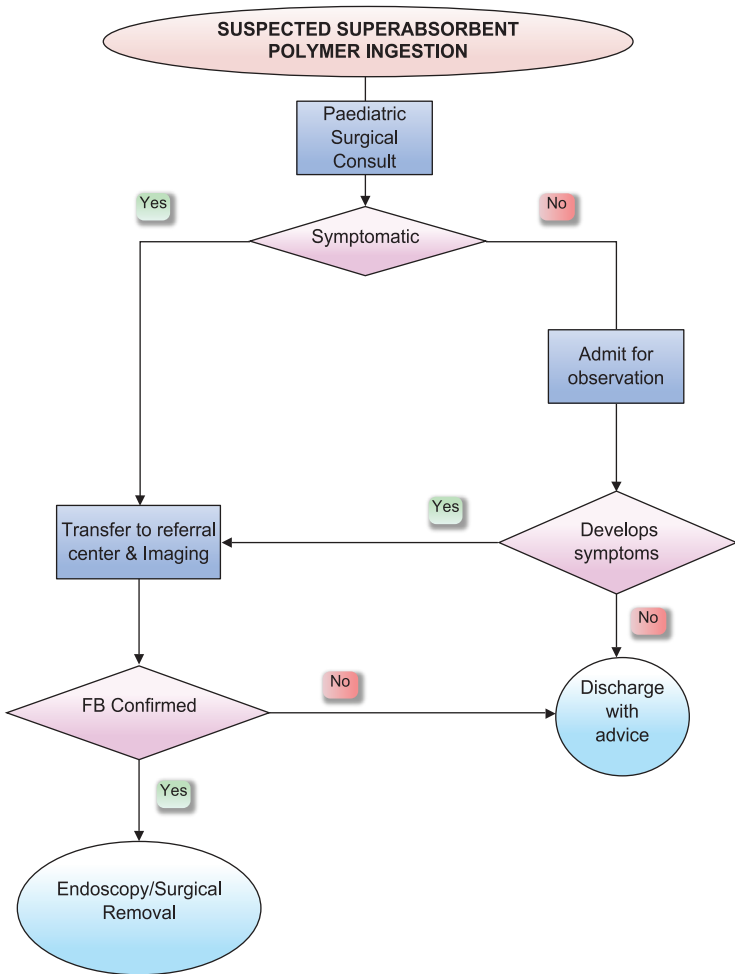 SUSPECTED SUPERABSORBENT
POLYMER INGESTION
Paediatric
Surgical
Consult
Yes
No
Symptomatic
Admit for
observation
Yes
Transfer to referral
center & Imaging
Develops
symptoms
No
No
FB Confirmed
Discharge
with
advice
Yes
Endoscopy/Surgical
Removal